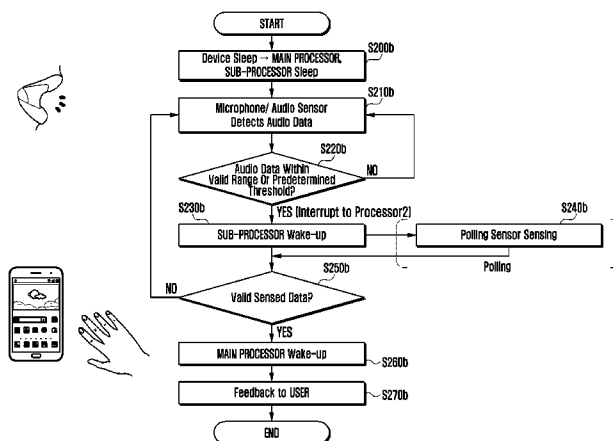 START
S200b
Device Sleep → MAIN PROCESSOR,
SUB-PROCESSOR Sleep
S210b
Microphone/ Audio Sensor
Detects Audio Data
S220b
Audio Data Within
Valid Range Or Predetermined
Threshold?
NO
YES (Interrupt to Processor2)
S230b
SUB-PROCESSOR Wake-up
S240b
Polling Sensor Sensing
Polling
S250b
NO
Valid Sensed Data?
YES
MAIN PROCESSOR Wake-up
S260b
Feedback to USER
S270b
END